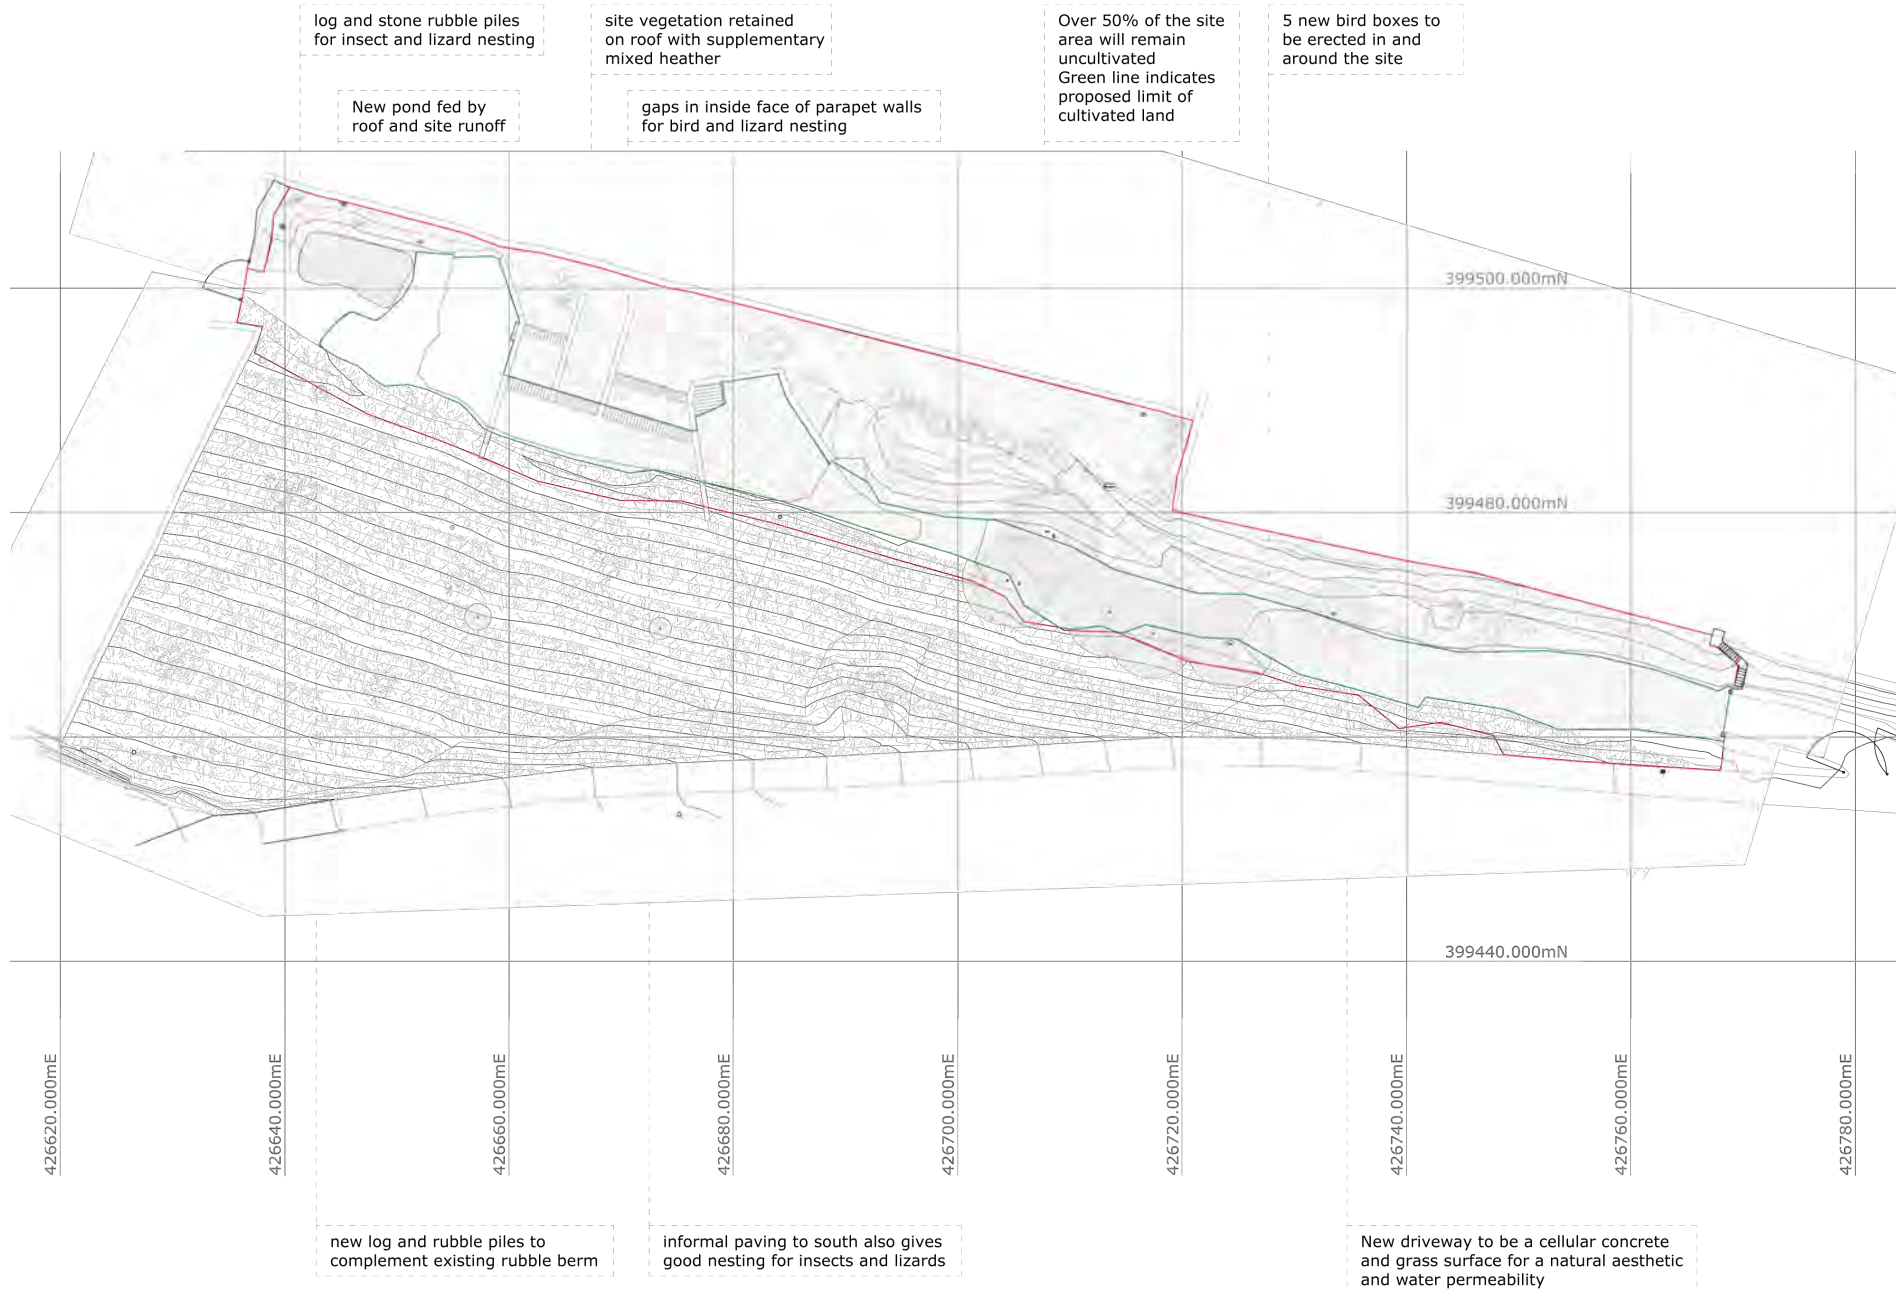 log and stone rubble piles
for insect and lizard nesting
site vegetation retained
on roof with supplementary
mixed heather
Over 50% of the site
area will remain
uncultivated
Green line indicates
proposed limit of
cultivated land
5 new bird boxes to
be erected in and
around the site
New pond fed by
roof and site runoff
gaps in inside face of parapet walls
for bird and lizard nesting
399500.000mN
399480.000mN
399440.000mN
426620.000mE
426640.000mE
426660.000mE
426680.000mE
426700.000mE
426720.000mE
426740.000mE
426760.000mE
426780.000mE
new log and rubble piles to
complement existing rubble berm
informal paving to south also gives
good nesting for insects and lizards
New driveway to be a cellular concrete
and grass surface for a natural aesthetic
and water permeability